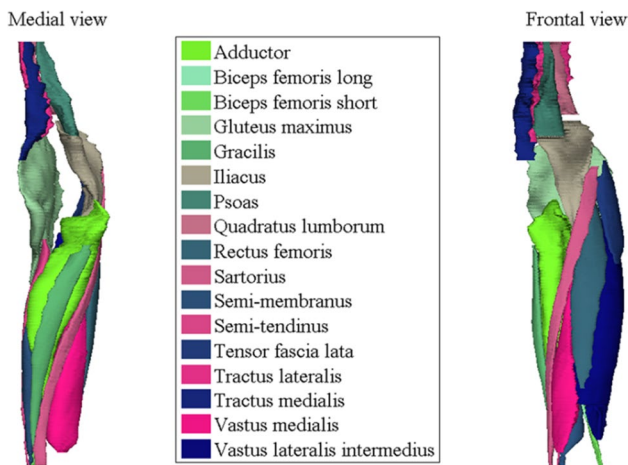 Medial view
Frontal view
Adductor
Biceps femoris long
Biceps femoris short
Gluteus maximus
Gracilis
Iliacus
Psoas
Quadratus lumborum
Rectus femoris
Sartorius
Semi-membranus
Semi-tendinus
Tensor fascia lata
Tractus lateralis
Tractus medialis
Vastus medialis
Vastus lateralis intermedius